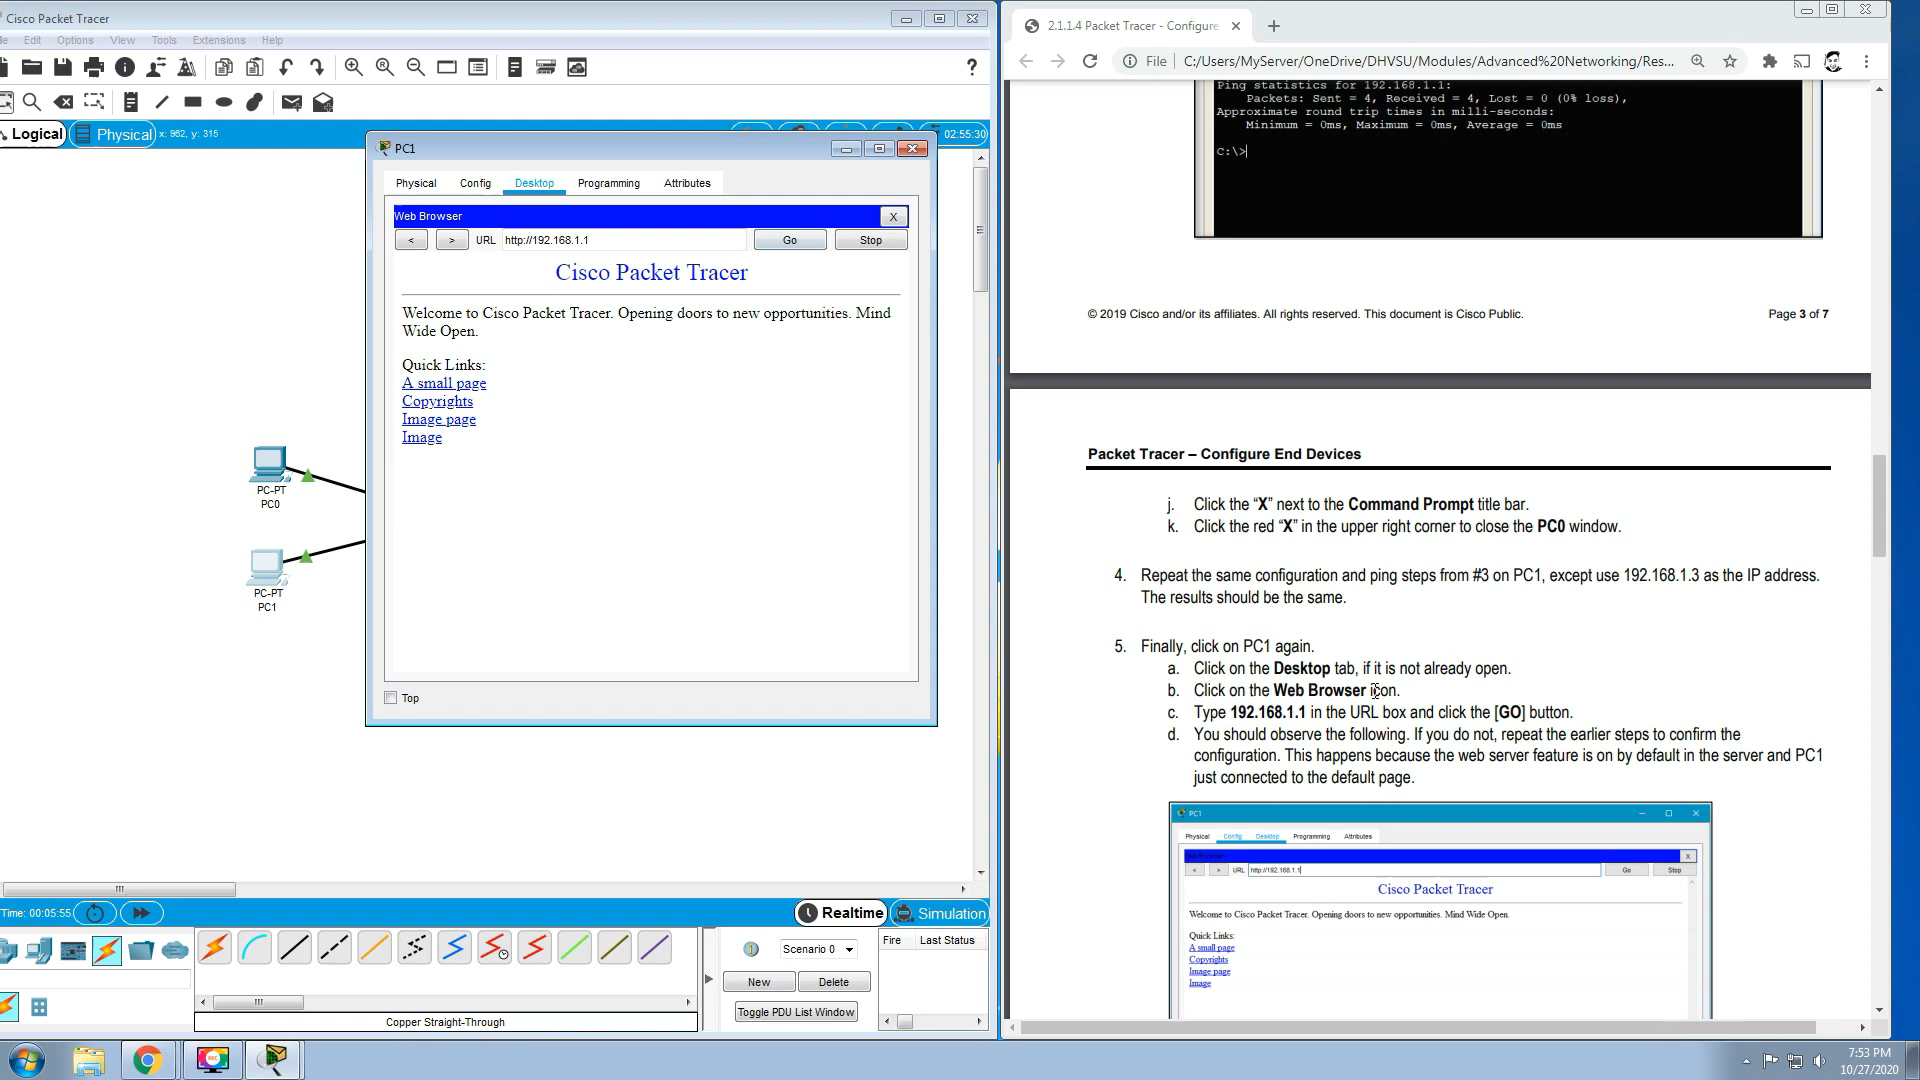 Cisco Packet Tracer
Edit Options View Tools Extensions Help
?
Logical Physical x: 982, y: 315 02:55:30
PC1
Physical Config Desktop Programming Attributes
Web Browser X
< > URL http://192.168.1.1 Go Stop
Cisco Packet Tracer
Welcome to Cisco Packet Tracer. Opening doors to new opportunities. Mind
Wide Open.
Quick Links:
A small page
Copyrights
Image page
Image
Top
PC-PT
PC0
PC-PT
PC1
Time: 00:05:55
Realtime Simulation
Scenario 0
New Delete
Toggle PDU List Window
Fire Last Status
Copper Straight-Through
2.1.1.4 Packet Tracer - Configure
File C:/Users/MyServer/OneDrive/DHVSU/Modules/Advanced%20Networking/Res...
Ping statistics for 192.168.1.1:
Packets: Sent = 4, Received = 4, Lost = 0 (0% loss),
Approximate round trip times in milli-seconds:
Minimum = 0ms, Maximum = 0ms, Average = 0ms
C:\>
© 2019 Cisco and/or its affiliates. All rights reserved. This document is Cisco Public. Page 3 of 7
Packet Tracer – Configure End Devices
j. Click the “X” next to the Command Prompt title bar.
k. Click the red “X” in the upper right corner to close the PC0 window.
4. Repeat the same configuration and ping steps from #3 on PC1, except use 192.168.1.3 as the IP address.
The results should be the same.
5. Finally, click on PC1 again.
a. Click on the Desktop tab, if it is not already open.
b. Click on the Web Browser icon.
c. Type 192.168.1.1 in the URL box and click the [GO] button.
d. You should observe the following. If you do not, repeat the earlier steps to confirm the
configuration. This happens because the web server feature is on by default in the server and PC1
just connected to the default page.
PC1
Physical Config Desktop Programming Attributes
X
< > URL http://192.168.1.1 Go Stop
Cisco Packet Tracer
Welcome to Cisco Packet Tracer. Opening doors to new opportunities. Mind Wide Open.
Quick Links:
A small page
Copyrights
Image page
Image
7:53 PM
10/27/2020